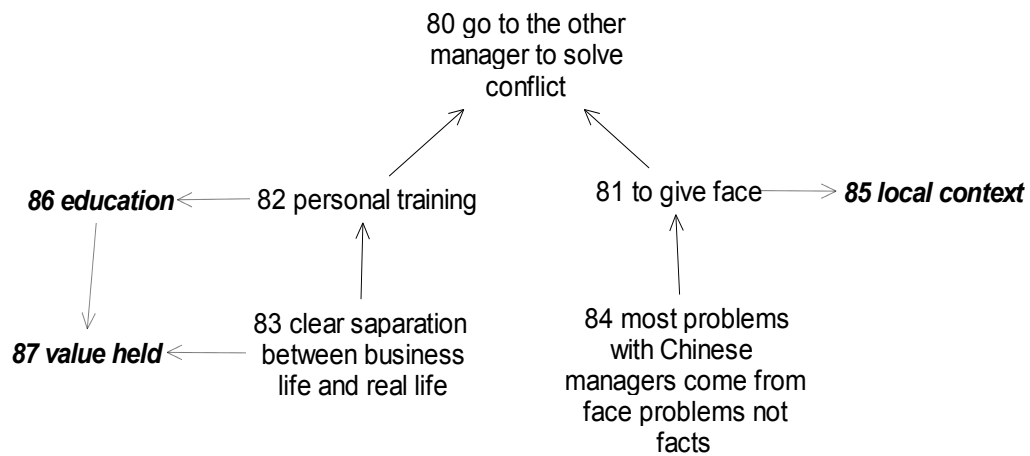 80 go to the other
manager to solve
conflict
86 education
82 personal training
81 to give face
85 local context
87 value held
83 clear saparation
between business
life and real life
84 most problems
with Chinese
managers come from
face problems not
facts